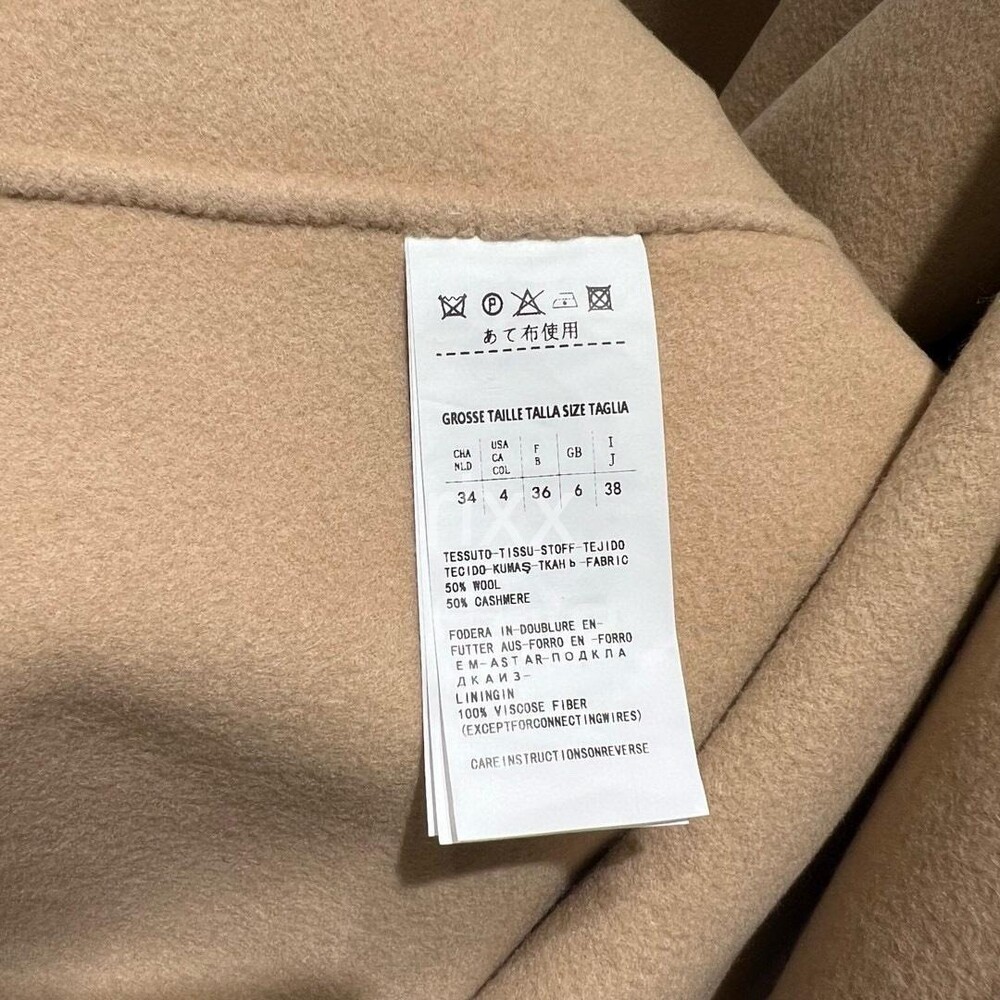 P
あて布使用
GROSSE TAILLE TALLA SIZE TAGLIA
CHA NLD USA CA COL F B GB I J
34 4 36 6 38
TESSUTO-TISSU-STOFF-TEJIDO
TECIDO-KUMAŞ-TKAHЬ-FABRIC
50% WOOL
50% CASHMERE
FODERA IN-DOUBLURE EN-
FUTTER AUS-FORRO EN -FORRO
EM-ASTAR-ПОДКЛА
ДКАИЗ-
LININGIN
100% VISCOSE FIBER
(EXCEPTFORCONNECTINGWIRES)
CAREINSTRUCTIONSONREVERSE